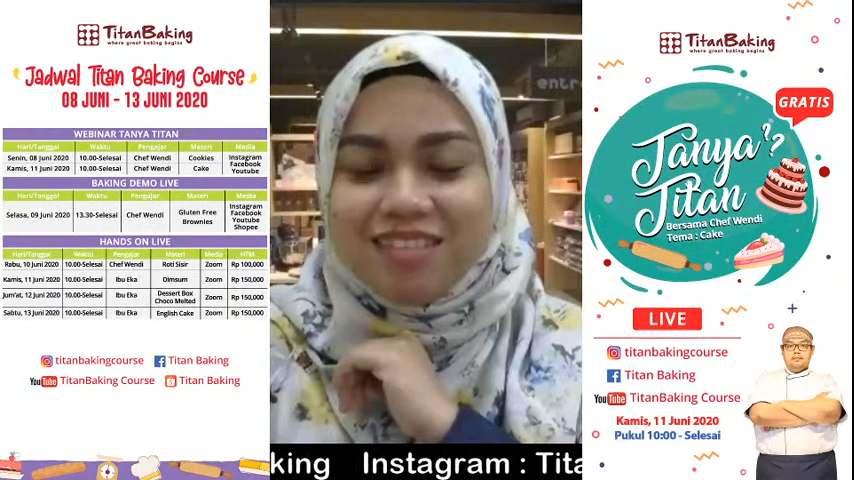 TitanBaking
where great baking begins
Jadwal Titan Baking Course
08 JUNI - 13 JUNI 2020
WEBINAR TANYA TITAN
Hari/Tanggal Waktu Pengajar Materi Media
Senin, 08 Juni 2020 10.00-Selesai Chef Wendi Cookies Instagram Facebook Youtube
Kamis, 11 Juni 2020 10.00-Selesai Chef Wendi Cake
BAKING DEMO LIVE
Hari/Tanggal Waktu Pengajar Materi Media
Selasa, 09 Juni 2020 13.30-Selesai Chef Wendi Gluten Free Brownies Instagram Facebook Youtube Shopee
HANDS ON LIVE
Hari/Tanggal Waktu Pengajar Materi Media HTM
Rabu, 10 Juni 2020 10.00-Selesai Chef Wendi Roti Sisir Zoom Rp 100,000
Kamis, 11 Juni 2020 10.00-Selesai Ibu Eka Dimsum Zoom Rp 150,000
Jum'at, 12 Juni 2020 10.00-Selesai Ibu Eka Dessert Box Choco Melted Zoom Rp 150,000
Sabtu, 13 Juni 2020 10.00-Selesai Ibu Eka English Cake Zoom Rp 150,000
titanbakingcourse Titan Baking
YouTube TitanBaking Course Titan Baking
entr
king Instagram : Tita
TitanBaking
where great baking begins
GRATIS
Tanya ?
Titan
Bersama Chef Wendi
Tema : Cake
LIVE
titanbakingcourse
Titan Baking
YouTube TitanBaking Course
Kamis, 11 Juni 2020
Pukul 10:00 - Selesai